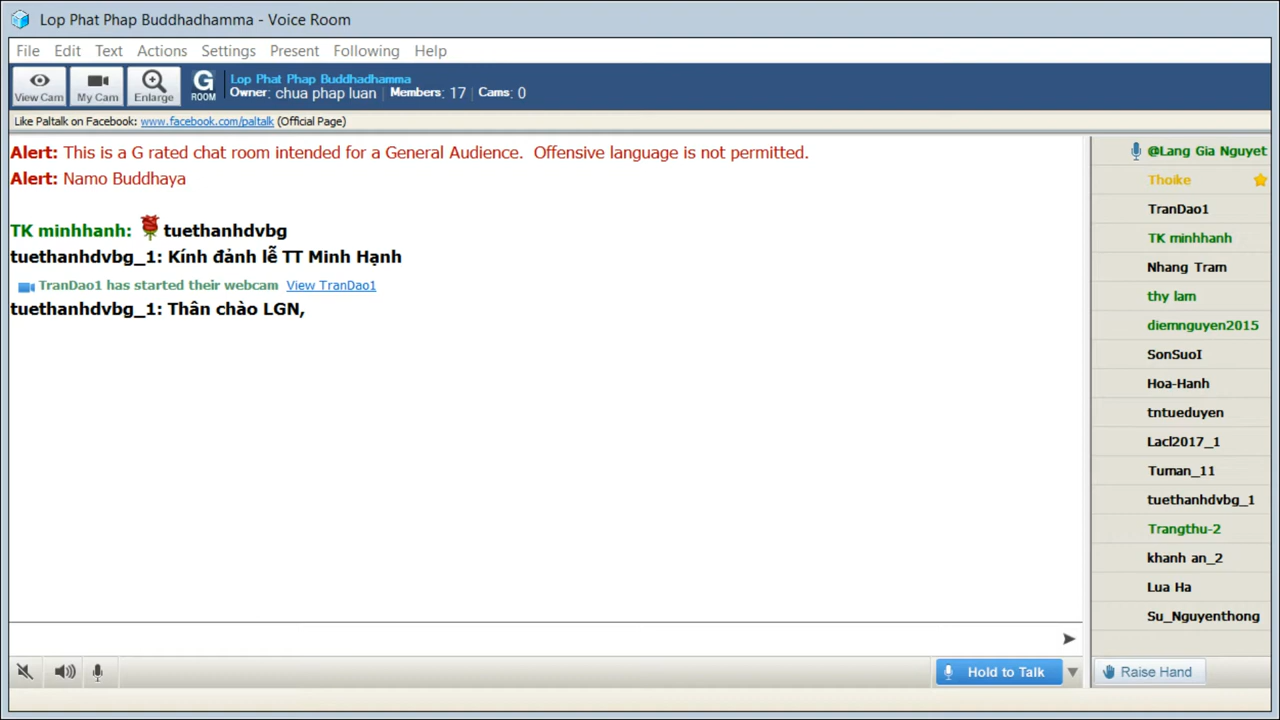 Lop Phat Phap Buddhadhamma - Voice Room
File Edit Text Actions Settings Present Following Help
View Cam My Cam Enlarge G ROOM
Lop Phat Phap Buddhadhamma
Owner: chua phap luan | Members: 17 | Cams: 0
Like Paltalk on Facebook: www.facebook.com/paltalk (Official Page)
Alert: This is a G rated chat room intended for a General Audience. Offensive language is not permitted.
Alert: Namo Buddhaya
TK minhhanh: tuethanhdvbg
tuethanhdvbg_1: Kính đảnh lễ TT Minh Hạnh
TranDao1 has started their webcam View TranDao1
tuethanhdvbg_1: Thân chào LGN,
@Lang Gia Nguyet
Thoike
TranDao1
TK minhhanh
Nhang Tram
thy lam
diemnguyen2015
SonSuoI
Hoa-Hanh
tntueduyen
Lacl2017_1
Tuman_11
tuethanhdvbg_1
Trangthu-2
khanh an_2
Lua Ha
Su_Nguyenthong
Hold to Talk
Raise Hand